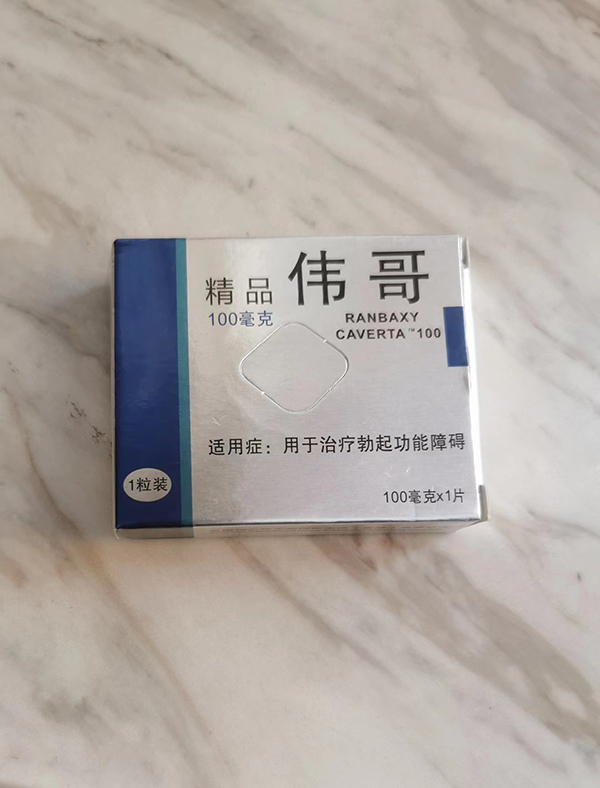 精品 伟哥
100毫克
RANBAXY
CAVERTA™100
适用症：用于治疗勃起功能障碍
1粒装
100毫克x1片